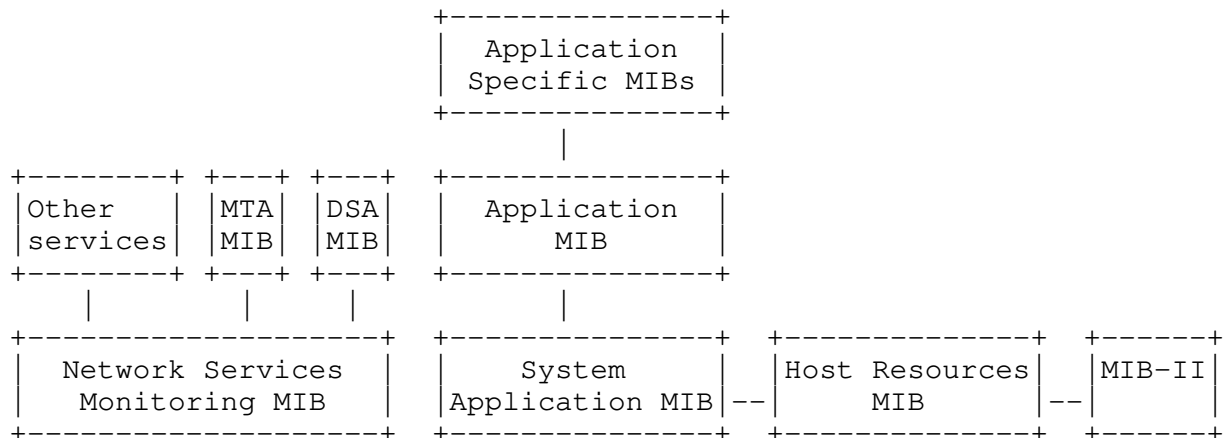 Application
Specific MIBs
Other services
MTA MIB
DSA MIB
Application
MIB
Network Services
Monitoring MIB
System
Application MIB
Host Resources
MIB
MIB-II